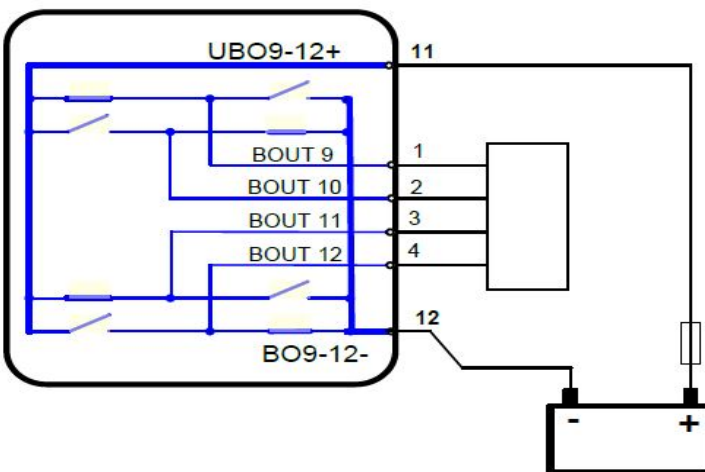 UBO9-12+ 11
BOUT 9 1
BOUT 10 2
BOUT 11 3
BOUT 12 4
12
BO9-12-
- +